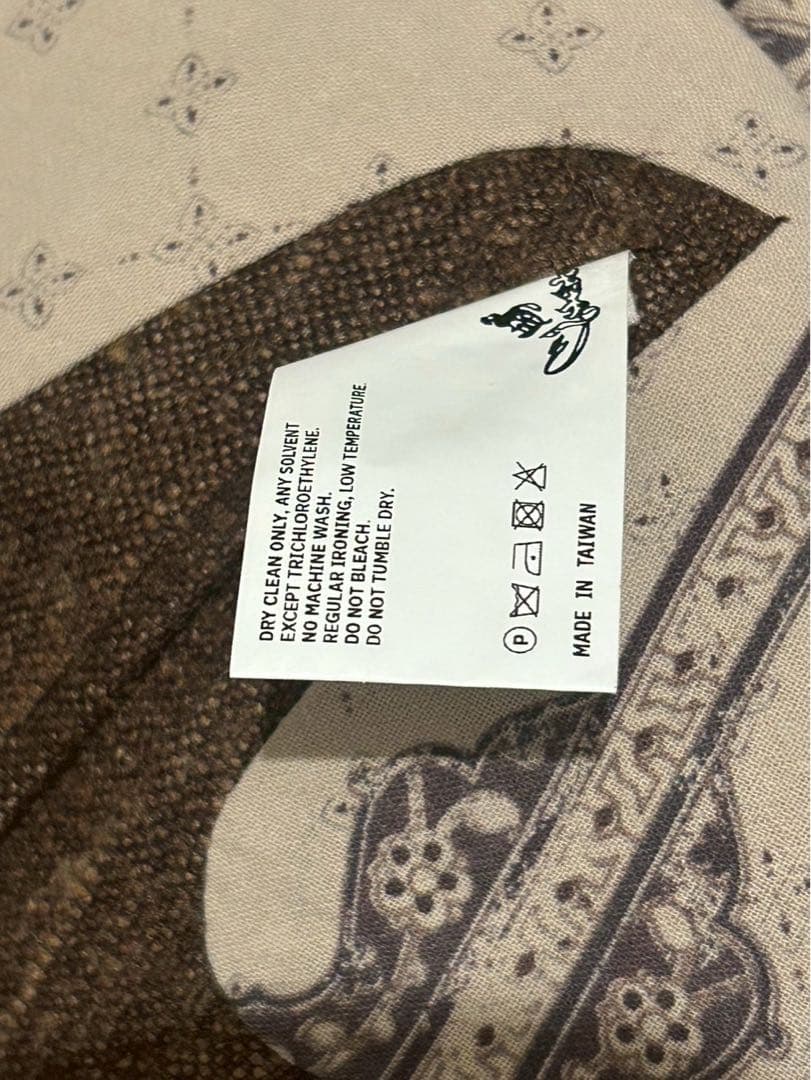 DRY CLEAN ONLY, ANY SOLVENT
EXCEPT TRICHLOROETHYLENE.
NO MACHINE WASH.
REGULAR IRONING, LOW TEMPERATURE.
DO NOT BLEACH.
DO NOT TUMBLE DRY.
P
MADE IN TAIWAN